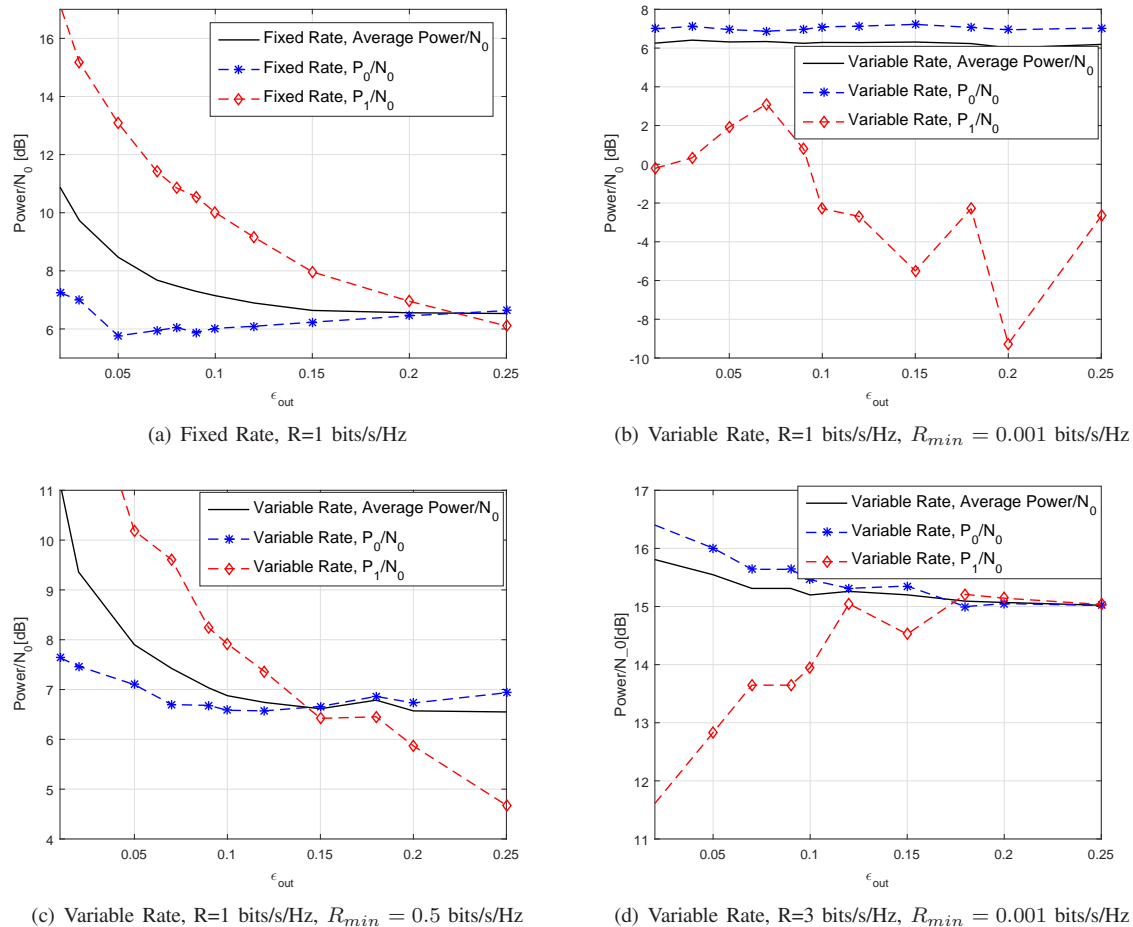 16
14
12
10
8
6
Power/N₀ [dB]
0.05 0.1 0.15 0.2 0.25
ϵout
Fixed Rate, Average Power/N₀
Fixed Rate, P₀/N₀
Fixed Rate, P₁/N₀
(a) Fixed Rate, R=1 bits/s/Hz
8
6
4
2
0
-2
-4
-6
-8
-10
Power/N₀ [dB]
0.05 0.1 0.15 0.2 0.25
ϵout
Variable Rate, Average Power/N₀
Variable Rate, P₀/N₀
Variable Rate, P₁/N₀
(b) Variable Rate, R=1 bits/s/Hz, Rmin = 0.001 bits/s/Hz
11
10
9
8
7
6
5
4
Power/N₀[dB]
0.05 0.1 0.15 0.2 0.25
ϵout
Variable Rate, Average Power/N₀
Variable Rate, P₀/N₀
Variable Rate, P₁/N₀
(c) Variable Rate, R=1 bits/s/Hz, Rmin = 0.5 bits/s/Hz
17
16
15
14
13
12
11
Power/N_0[dB]
0.05 0.1 0.15 0.2 0.25
ϵout
Variable Rate, Average Power/N₀
Variable Rate, P₀/N₀
Variable Rate, P₁/N₀
(d) Variable Rate, R=3 bits/s/Hz, Rmin = 0.001 bits/s/Hz